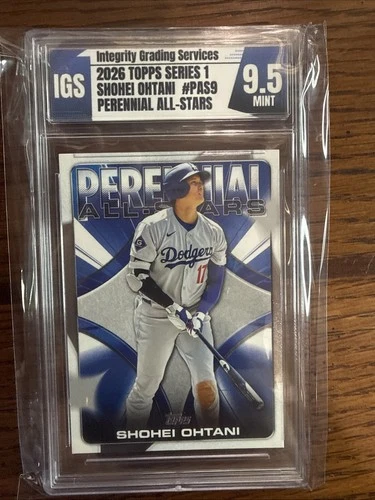 IGS
Integrity Grading Services
2026 TOPPS SERIES 1
SHOHEI OHTANI #PAS9
PERENNIAL ALL-STARS
9.5
MINT
PERENNIAL
ALL-STARS
Dodgers
17
Topps
SHOHEI OHTANI